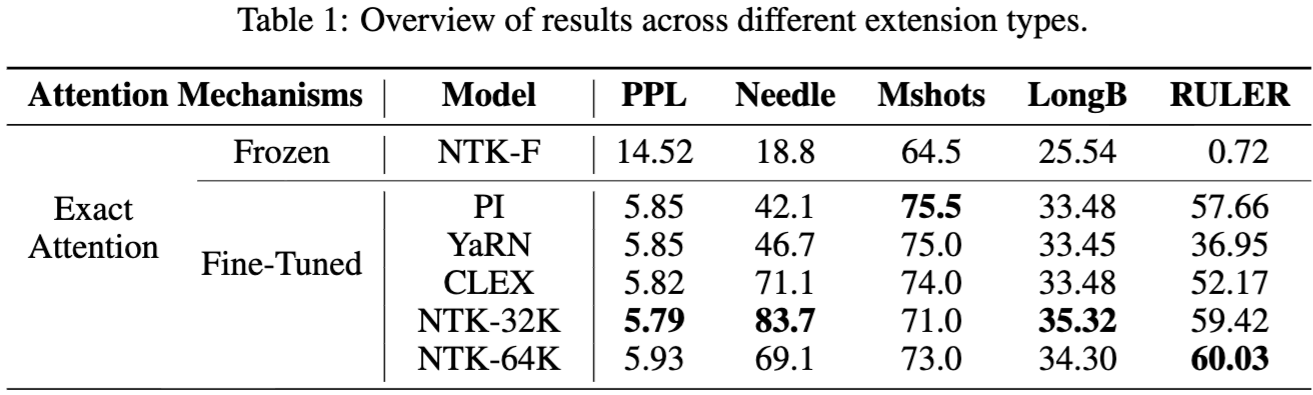 Table 1: Overview of results across different extension types.
Attention Mechanisms Model PPL Needle Mshots LongB RULER
Frozen NTK-F 14.52 18.8 64.5 25.54 0.72
Exact Attention
Fine-Tuned
PI 5.85 42.1 75.5 33.48 57.66
YaRN 5.85 46.7 75.0 33.45 36.95
CLEX 5.82 71.1 74.0 33.48 52.17
NTK-32K 5.79 83.7 71.0 35.32 59.42
NTK-64K 5.93 69.1 73.0 34.30 60.03